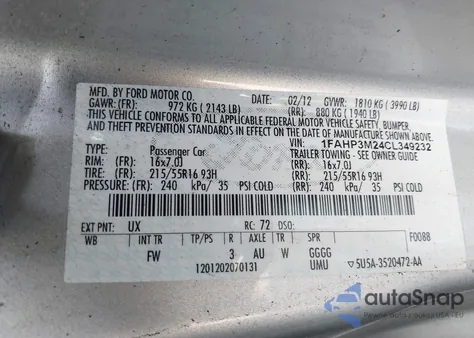 MFD. BY FORD MOTOR CO. DATE: 02/12 GVWR: 1810 KG ( 3990 LB)
GAWR: (FR): 972 KG ( 2143 LB) (RR): 880 KG ( 1940 LB)
THIS VEHICLE CONFORMS TO ALL APPLICABLE FEDERAL MOTOR VEHICLE SAFETY, BUMPER,
AND THEFT PREVENTION STANDARDS IN EFFECT ON THE DATE OF MANUFACTURE SHOWN ABOVE.
VIN: 1FAHP3M24CL349232
TYPE: Passenger Car TRAILER TOWING - SEE OWNER GUIDE
RIM: (FR): 16x7.0J (RR): 16x7.0J
TIRE: (FR): 215/55R16 93H (RR): 215/55R16 93H
PRESSURE: (FR): 240 kPa/ 35 PSI COLD (RR): 240 kPa/ 35 PSI COLD
EXT PNT: UX RC: 72 DSO:
WB INT TR TP/PS R AX TR SPR F0088
FW 3 AU W GGGG
1201202070131 UMU 5U5A-3520472-AA
autoSnap